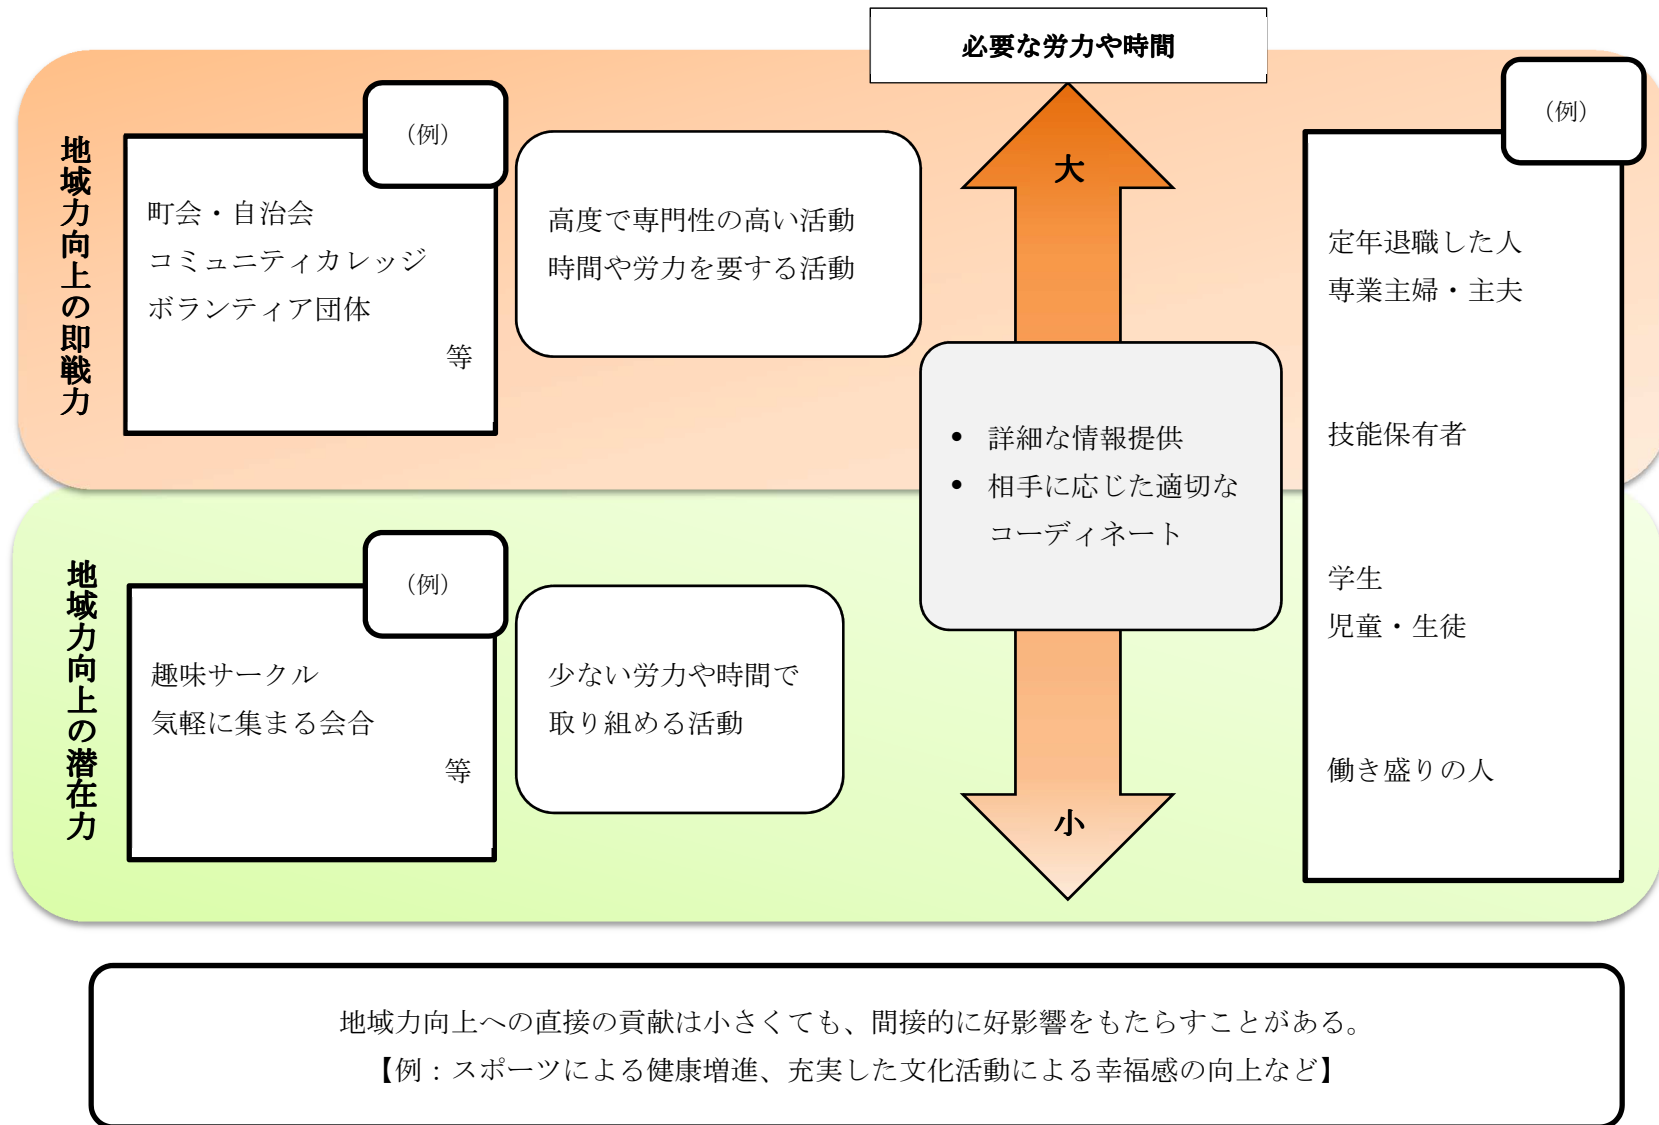 必要な労力や時間
地域力向上の即戦力
（例）
町会・自治会
コミュニティカレッジ
ボランティア団体
等
高度で専門性の高い活動
時間や労力を要する活動
大
（例）
定年退職した人
専業主婦・主夫
技能保有者
学生
児童・生徒
働き盛りの人
• 詳細な情報提供
• 相手に応じた適切な
コーディネート
地域力向上の潜在力
（例）
趣味サークル
気軽に集まる会合
等
少ない労力や時間で
取り組める活動
小
地域力向上への直接の貢献は小さくても、間接的に好影響をもたらすことがある。
【例：スポーツによる健康増進、充実した文化活動による幸福感の向上など】